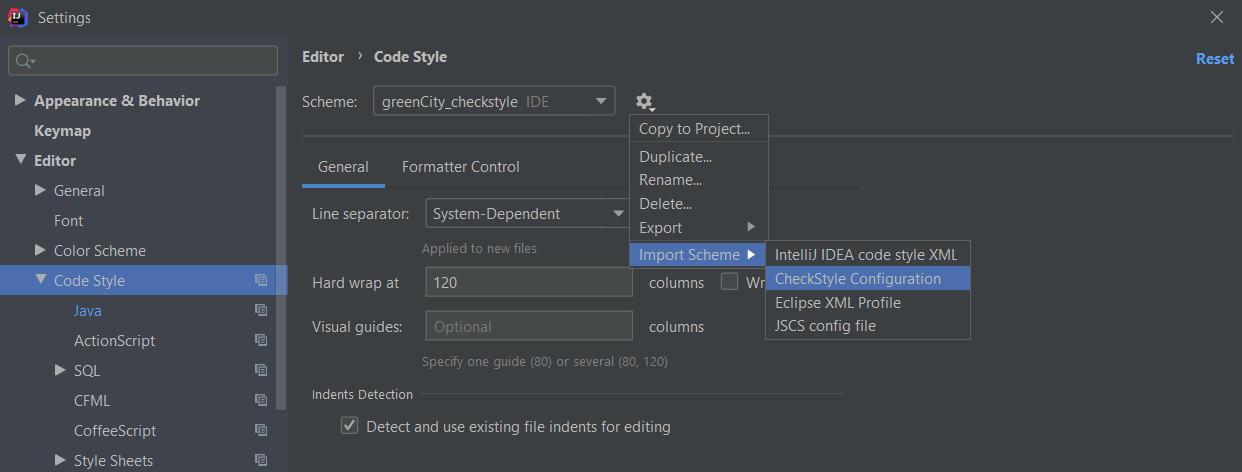 Settings
Editor › Code Style
Reset
Scheme: greenCity_checkstyle IDE
Appearance & Behavior
Keymap
Editor
General
Font
Color Scheme
Code Style
Java
ActionScript
SQL
CFML
CoffeeScript
Style Sheets
Copy to Project...
Duplicate...
Rename...
Delete...
Export
Import Scheme
IntelliJ IDEA code style XML
CheckStyle Configuration
Eclipse XML Profile
JSCS config file
General Formatter Control
Line separator: System-Dependent
Applied to new files
Hard wrap at 120 columns Wr
Visual guides: Optional columns
Specify one guide (80) or several (80, 120)
Indents Detection
Detect and use existing file indents for editing